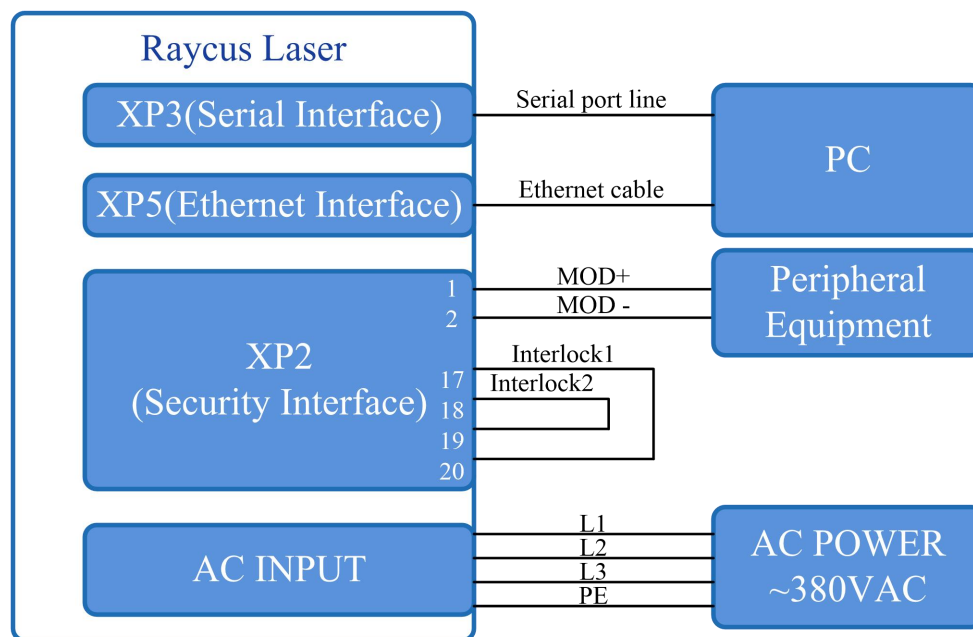 Raycus Laser
XP3(Serial Interface)
Serial port line
PC
XP5(Ethernet Interface)
Ethernet cable
XP2
(Security Interface)
1
2
17
18
19
20
MOD+
MOD -
Peripheral
Equipment
Interlock1
Interlock2
AC INPUT
L1
L2
L3
PE
AC POWER
~380VAC